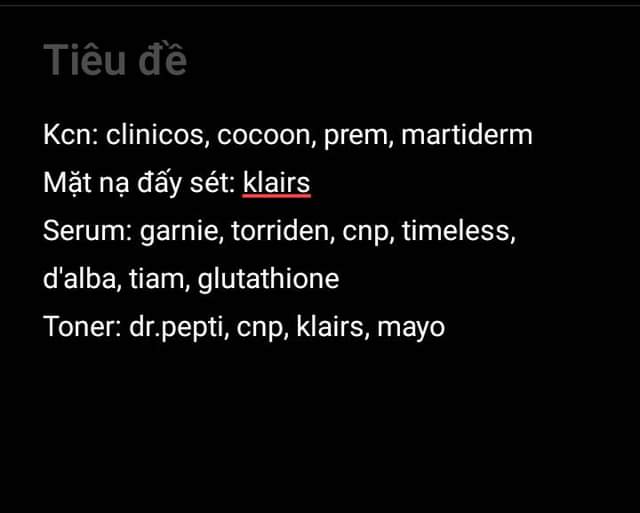 Tiêu đề
Kcn: clinicos, cocoon, prem, martiderm
Mặt nạ đấy sét: klairs
Serum: garnie, torriden, cnp, timeless,
d'alba, tiam, glutathione
Toner: dr.pepti, cnp, klairs, mayo